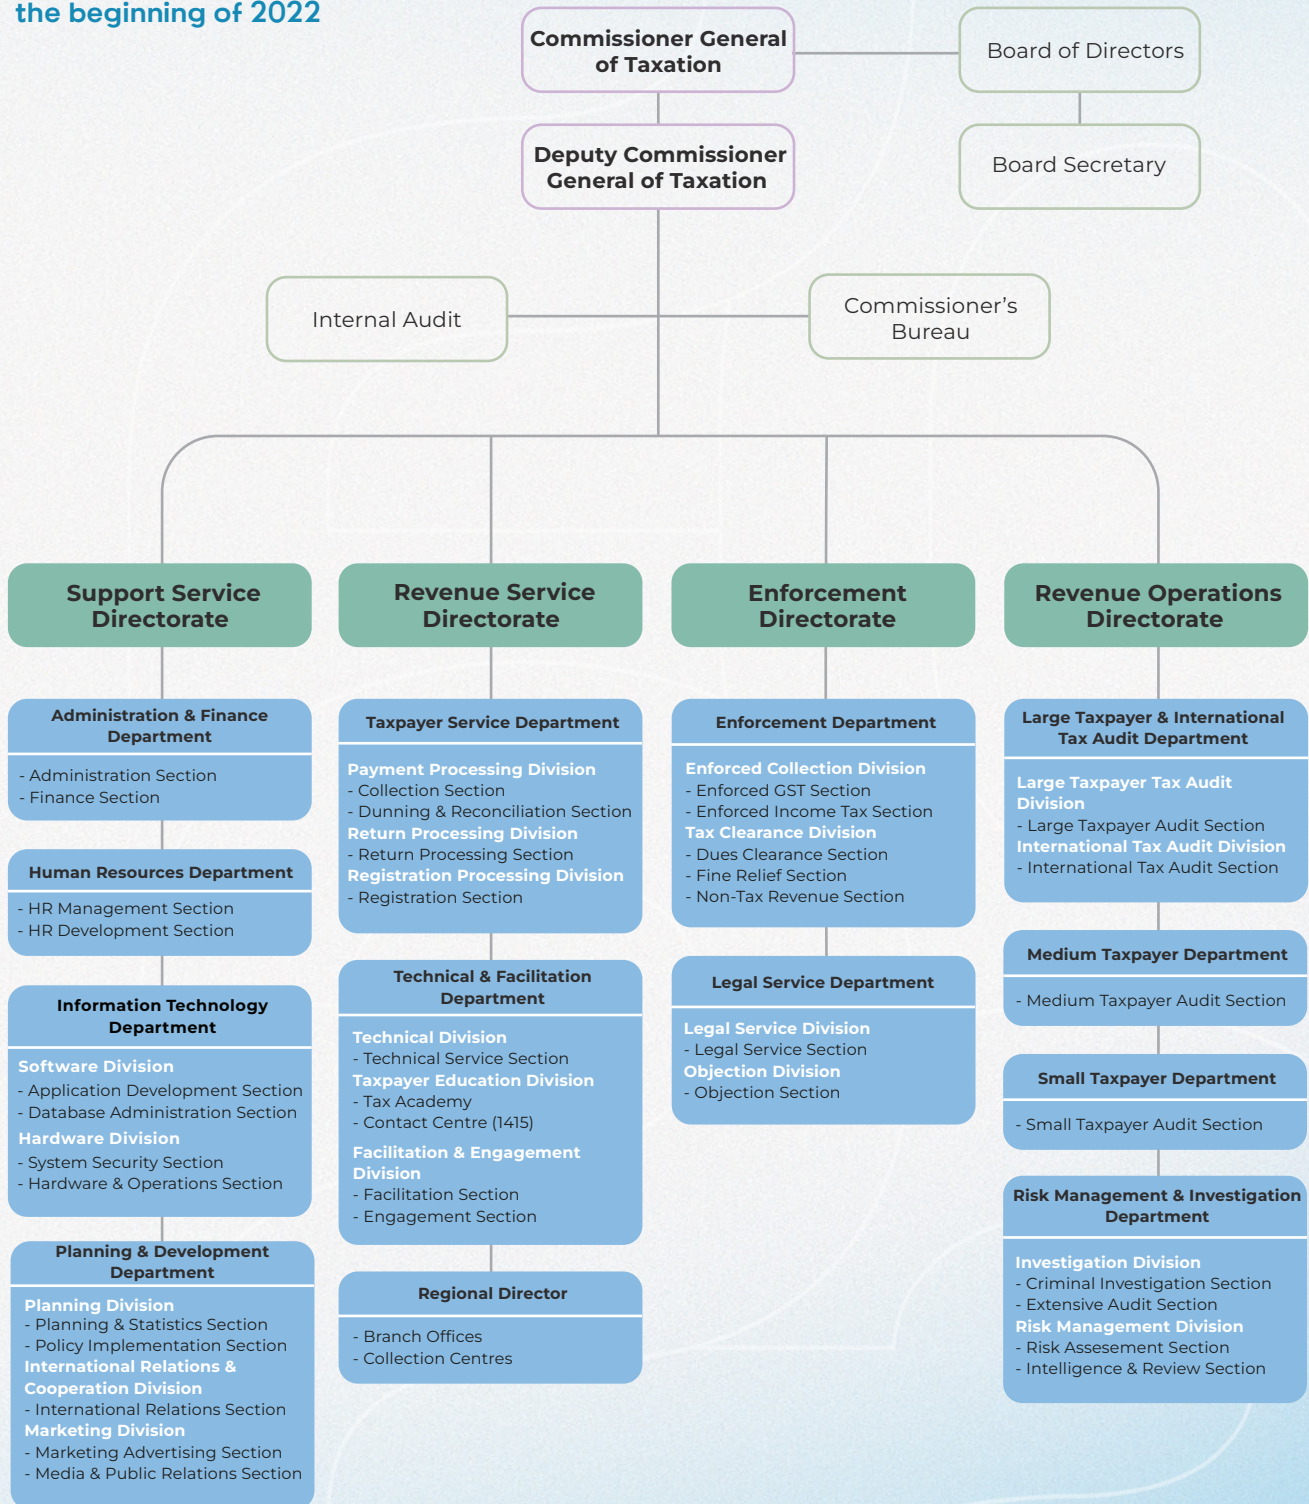 the beginning of 2022
Commissioner General
of Taxation
Board of Directors
Deputy Commissioner
General of Taxation
Board Secretary
Internal Audit
Commissioner's
Bureau
Support Service
Directorate
Administration & Finance
Department
- Administration Section
- Finance Section
Human Resources Department
- HR Management Section
- HR Development Section
Information Technology
Department
Software Division
- Application Development Section
- Database Administration Section
Hardware Division
- System Security Section
- Hardware & Operations Section
Planning & Development
Department
Planning Division
- Planning & Statistics Section
- Policy Implementation Section
International Relations &
Cooperation Division
- International Relations Section
Marketing Division
- Marketing Advertising Section
- Media & Public Relations Section
Revenue Service
Directorate
Taxpayer Service Department
Payment Processing Division
- Collection Section
- Dunning & Reconciliation Section
Return Processing Division
- Return Processing Section
Registration Processing Division
- Registration Section
Technical & Facilitation
Department
Technical Division
- Technical Service Section
Taxpayer Education Division
- Tax Academy
- Contact Centre (1415)
Facilitation & Engagement
Division
- Facilitation Section
- Engagement Section
Regional Director
- Branch Offices
- Collection Centres
Enforcement
Directorate
Enforcement Department
Enforced Collection Division
- Enforced GST Section
- Enforced Income Tax Section
Tax Clearance Division
- Dues Clearance Section
- Fine Relief Section
- Non-Tax Revenue Section
Legal Service Department
Legal Service Division
- Legal Service Section
Objection Division
- Objection Section
Revenue Operations
Directorate
Large Taxpayer & International
Tax Audit Department
Large Taxpayer Tax Audit
Division
- Large Taxpayer Audit Section
International Tax Audit Division
- International Tax Audit Section
Medium Taxpayer Department
- Medium Taxpayer Audit Section
Small Taxpayer Department
- Small Taxpayer Audit Section
Risk Management & Investigation
Department
Investigation Division
- Criminal Investigation Section
- Extensive Audit Section
Risk Management Division
- Risk Assesement Section
- Intelligence & Review Section